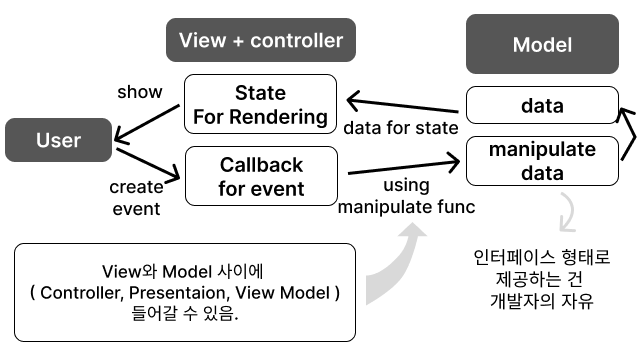 View + controller
Model
show
State
For Rendering
data
data for state
User
manipulate
data
Callback
for event
create
event
using
manipulate func
View와 Model 사이에
( Controller, Presentaion, View Model )
들어갈 수 있음.
인터페이스 형태로
제공하는 건
개발자의 자유